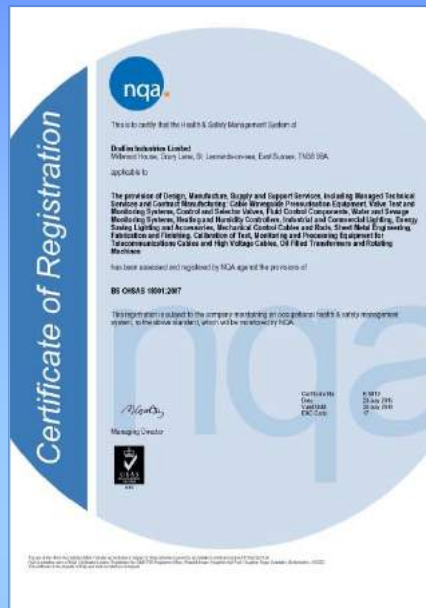 Certificate of Registration
nqa.
This is to certify that the Health & Safety Management System of
Drallim Industries Limited
Millwood House, Drury Lane, St. Leonards-on-sea, East Sussex,
applicable to
The provision of Design, Manufacture, Supply and Support Services, including Managed Technical
Services and Contract Manufacturing: Cable Waveguide Pressurisation Equipment, Valve Test and
Monitoring Systems, Control and Selector Valves, Fluid Control Components, Water and Sewage
Monitoring Systems, Heating and Humidity Controllers, Industrial and Commercial Lighting, Energy
Saving Lighting and Accessories, Mechanical Control Cables and Rods, Sheet Metal Engineering,
Fabrication and Finishing, Calibration of Test, Monitoring and Processing Equipment for
Telecommunications Cables and High Voltage Cables, Oil Filled Transformers and Rotating
Machines
has been assessed and registered by NQA against the provisions of
BS OHSAS 18001:2007
This registration is subject to the company maintaining an occupational health & safety management
system, to the above standard, which will be monitored by NQA.
nqa
Certificate No
Date
Valid Until
EAC Code 17
Managing Director
UKAS